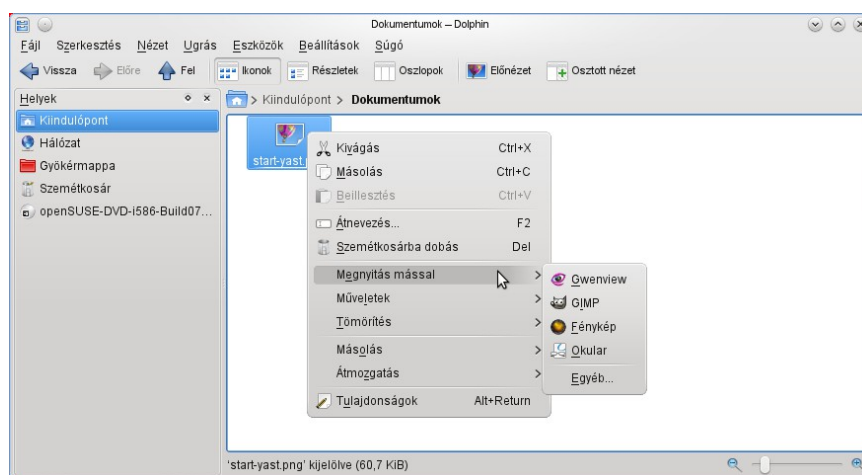 Dokumentumok – Dolphin
Fájl Szerkesztés Nézet Ugrás Eszközök Beállítások Súgó
Vissza Előre Fel Ikonok Részletek Oszlopok Előnézet Osztott nézet
Helyek
Kiindulópont > Dokumentumok
Kiindulópont
Hálózat
Gyökérmappa
Szemétkosár
openSUSE-DVD-i586-Build07...
start-yast.p
Kivágás Ctrl+X
Másolás Ctrl+C
Beillesztés Ctrl+V
Átnevezés... F2
Szemétkosárba dobás Del
Megnyitás mással
Műveletek
Tömörítés
Másolás
Átmozgatás
Tulajdonságok Alt+Return
Gwenview
GIMP
Fénykép
Okular
Egyéb...
'start-yast.png' kijelölve (60,7 KiB)